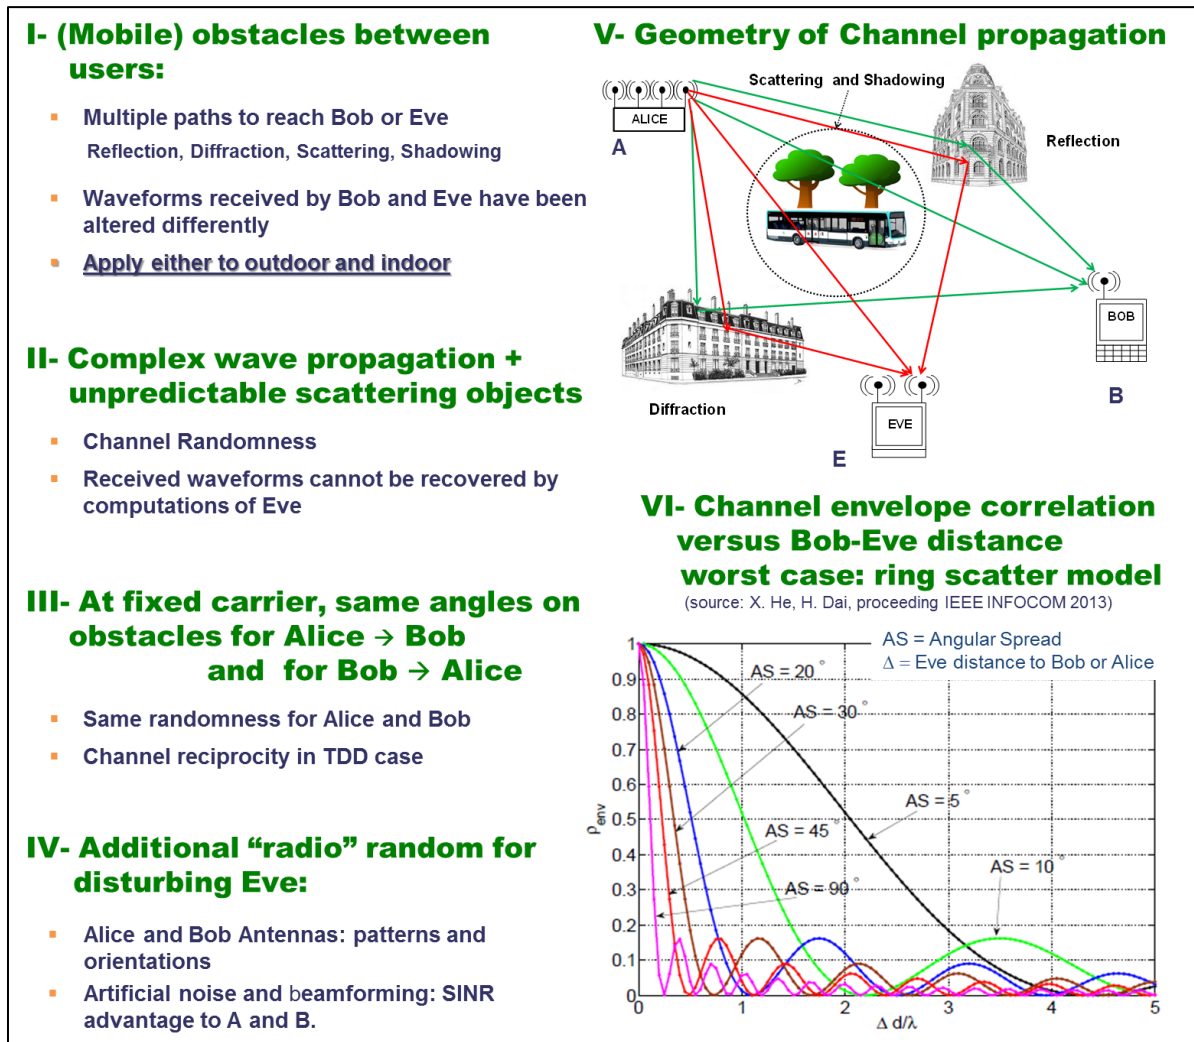 I- (Mobile) obstacles between
users:
▪ Multiple paths to reach Bob or Eve
Reflection, Diffraction, Scattering, Shadowing
▪ Waveforms received by Bob and Eve have been
altered differently
▪ Apply either to outdoor and indoor
II- Complex wave propagation +
unpredictable scattering objects
▪ Channel Randomness
▪ Received waveforms cannot be recovered by
computations of Eve
III- At fixed carrier, same angles on
obstacles for Alice → Bob
and for Bob → Alice
▪ Same randomness for Alice and Bob
▪ Channel reciprocity in TDD case
IV- Additional “radio” random for
disturbing Eve:
▪ Alice and Bob Antennas: patterns and
orientations
▪ Artificial noise and beamforming: SINR
advantage to A and B.
V- Geometry of Channel propagation
Scattering and Shadowing
ALICE
A
Reflection
BOB
B
Diffraction
EVE
E
VI- Channel envelope correlation
versus Bob-Eve distance
worst case: ring scatter model
(source: X. He, H. Dai, proceeding IEEE INFOCOM 2013)
AS = Angular Spread
Δ = Eve distance to Bob or Alice
AS = 20°
AS = 30°
AS = 5°
AS = 45°
AS = 10°
AS = 90°
ρenv
1
0.9
0.8
0.7
0.6
0.5
0.4
0.3
0.2
0.1
0
0 1 2 3 4 5
Δ d/λ